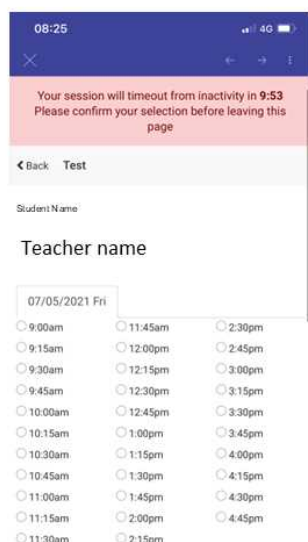 08:25
4G
Your session will timeout from inactivity in 9:53
Please confirm your selection before leaving this
page
Back Test
Student Name
Teacher name
07/05/2021 Fri
9:00am 11:45am 2:30pm
9:15am 12:00pm 2:45pm
9:30am 12:15pm 3:00pm
9:45am 12:30pm 3:15pm
10:00am 12:45pm 3:30pm
10:15am 1:00pm 3:45pm
10:30am 1:15pm 4:00pm
10:45am 1:30pm 4:15pm
11:00am 1:45pm 4:30pm
11:15am 2:00pm 4:45pm
11:30am 2:15pm